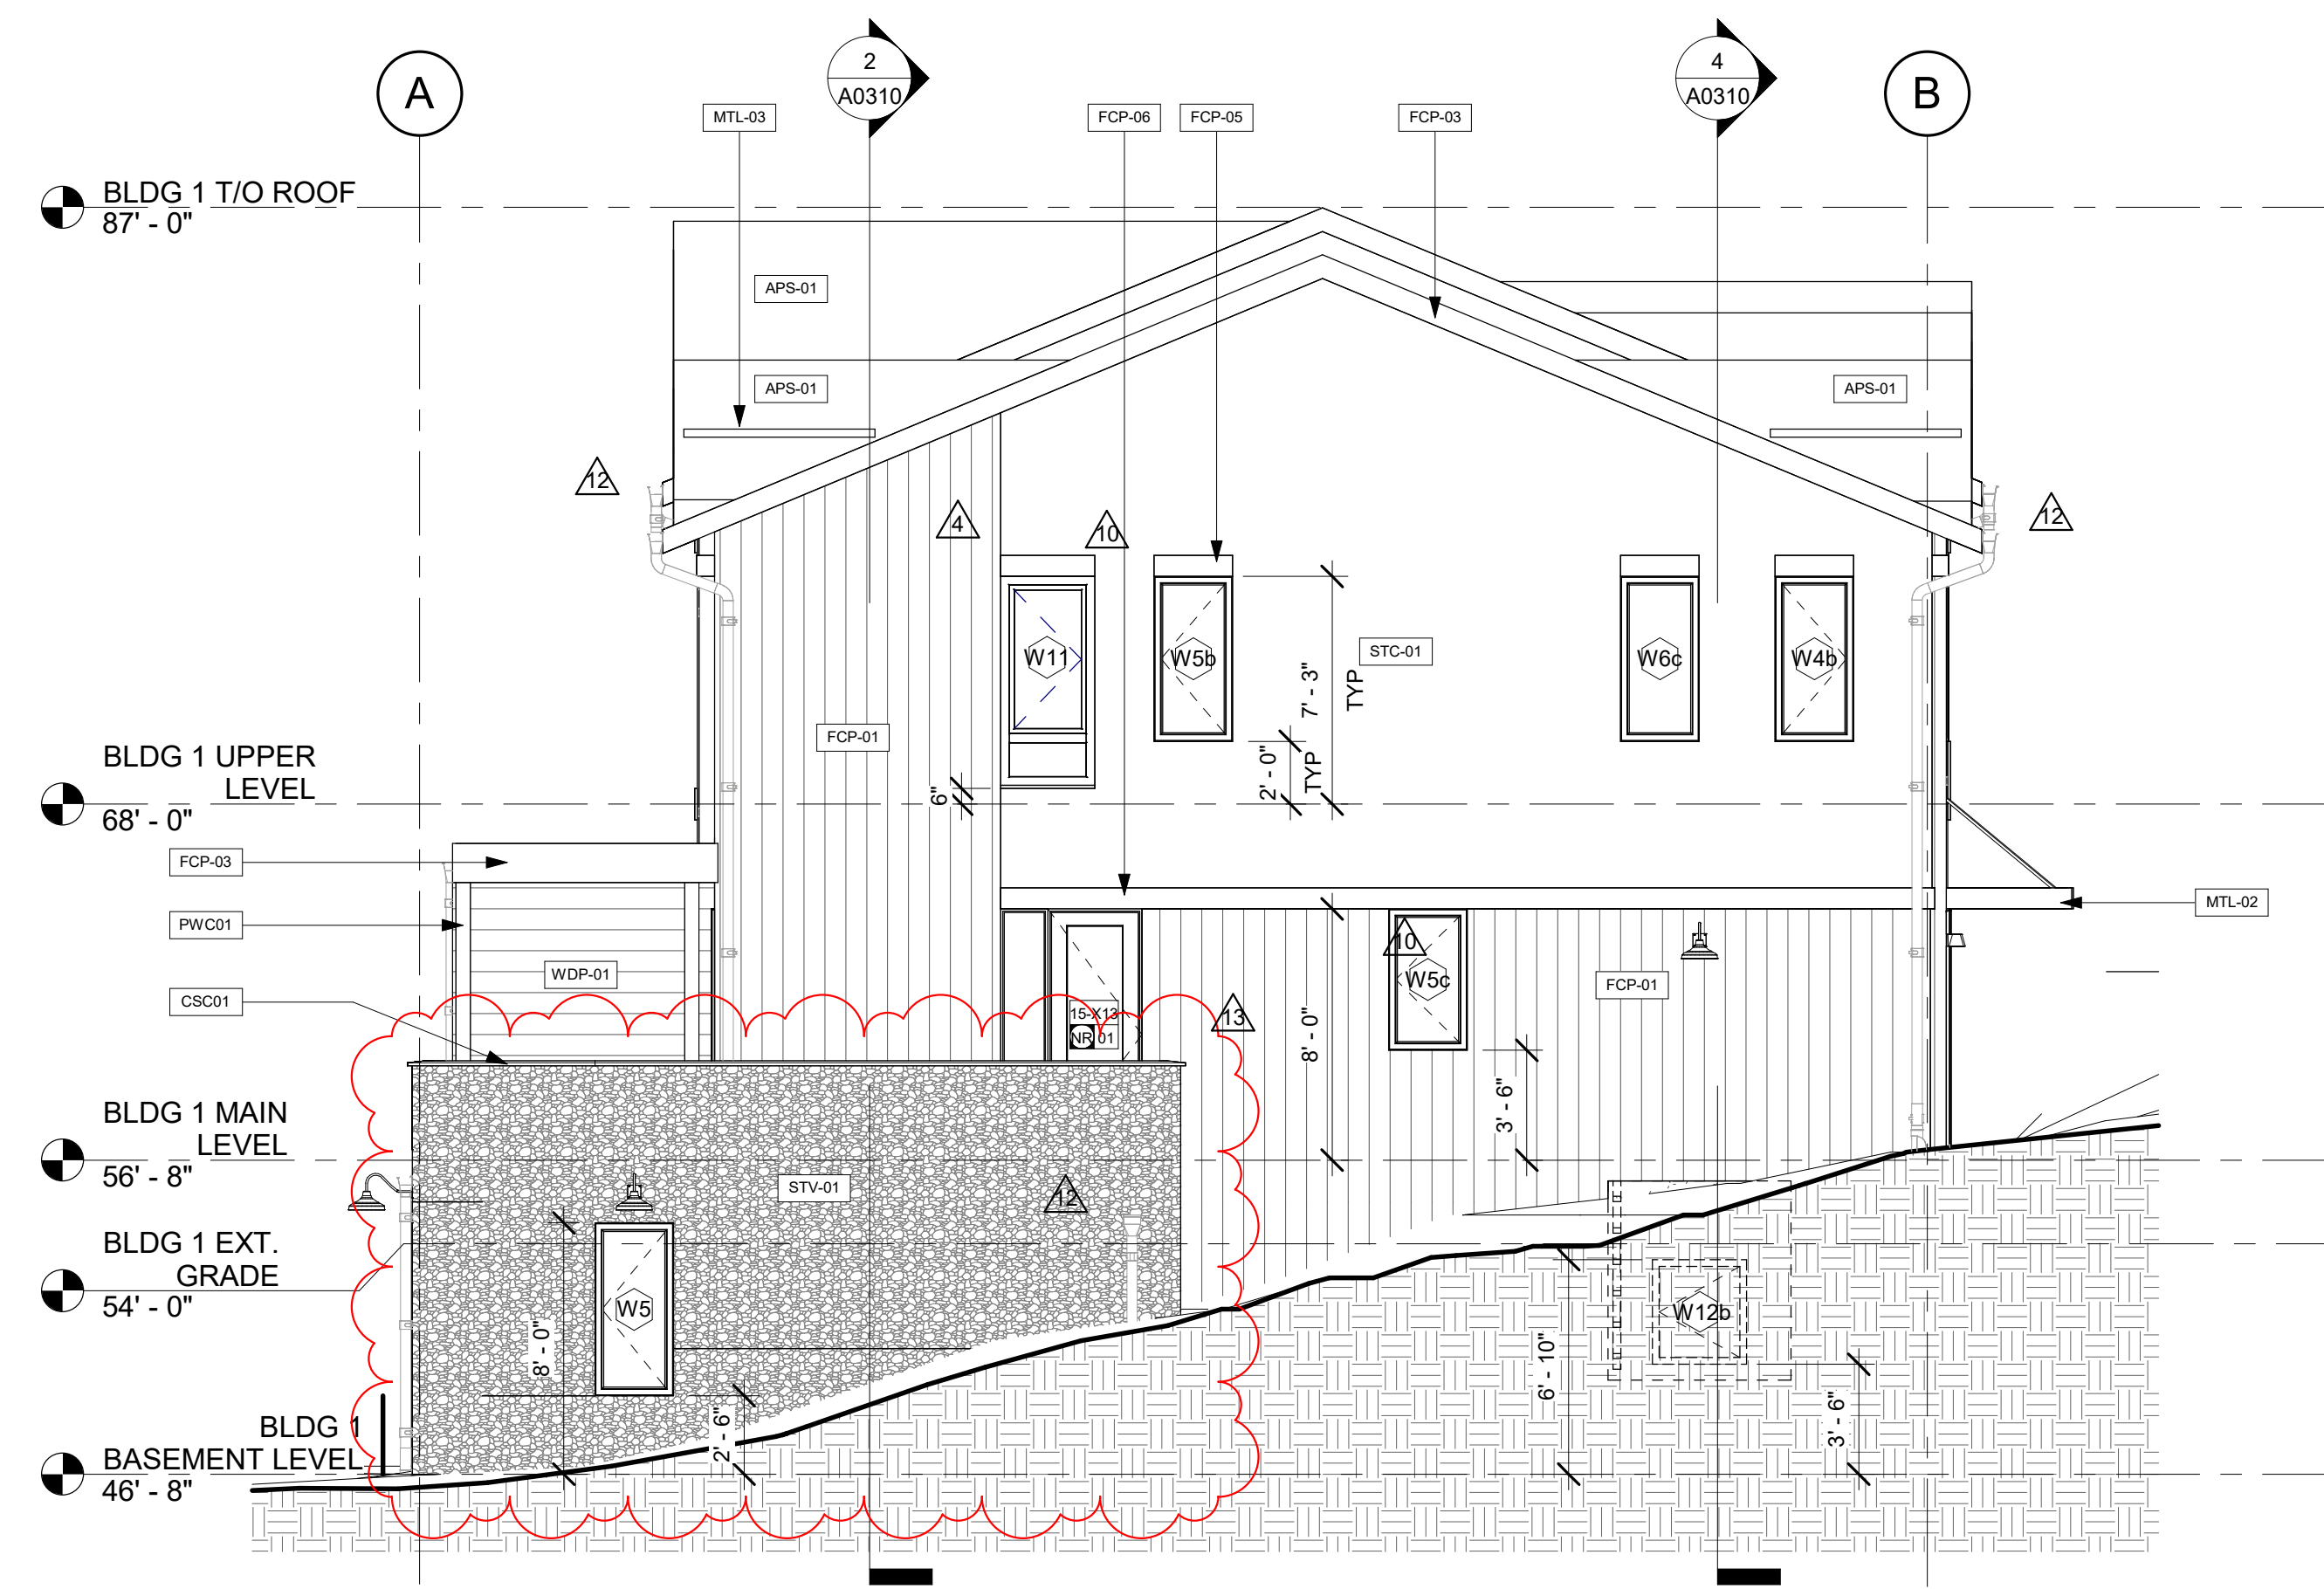 A
2
A0310
4
A0310
B
MTL-03
FCP-06
FCP-05
FCP-03
BLDG 1 T/O ROOF
87' - 0"
APS-01
APS-01
APS-01
12
4
10
12
W11
W5b
STC-01
W6c
W4b
7' - 3"
TYP
FCP-01
2' - 0"
TYP
6"
BLDG 1 UPPER
LEVEL
68' - 0"
FCP-03
PWC01
MTL-02
WDP-01
10
W5c
FCP-01
CSC01
15-X13
NR 01
13
8' - 0"
3' - 6"
BLDG 1 MAIN
LEVEL
56' - 8"
STV-01
12
BLDG 1 EXT.
GRADE
54' - 0"
W5
8' - 0"
W12b
6' - 10"
2' - 6"
3' - 6"
BLDG 1
BASEMENT LEVEL
46' - 8"